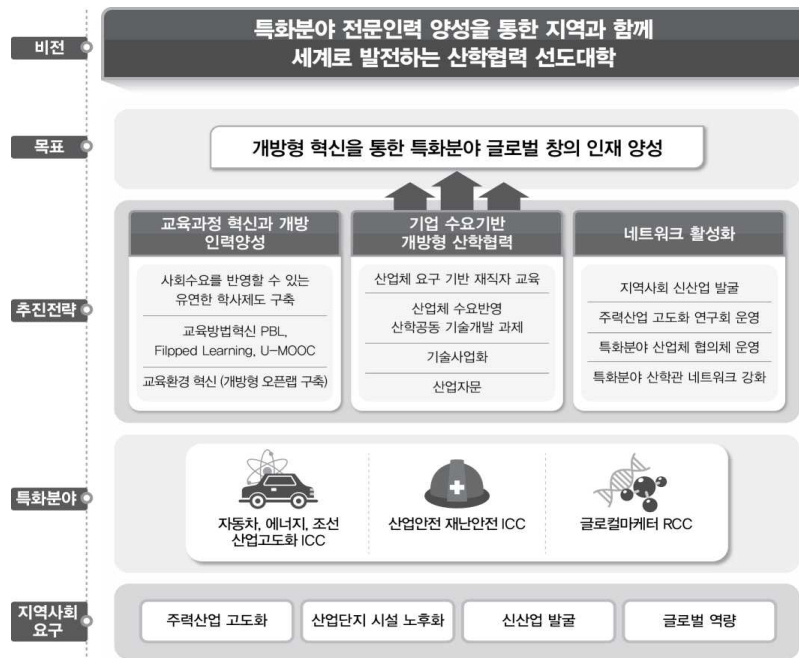 비전
특화분야 전문인력 양성을 통한 지역과 함께
세계로 발전하는 산학협력 선도대학
목표
개방형 혁신을 통한 특화분야 글로벌 창의 인재 양성
추진전략
교육과정 혁신과 개방
인력양성
사회수요를 반영할 수 있는
유연한 학사제도 구축
교육방법혁신 PBL,
Filpped Learning, U-MOOC
교육환경 혁신 (개방형 오픈랩 구축)
기업 수요기반
개방형 산학협력
산업체 요구 기반 재직자 교육
산업체 수요반영
산학공동 기술개발 과제
기술사업화
산업자문
네트워크 활성화
지역사회 신산업 발굴
주력산업 고도화 연구회 운영
특화분야 산업체 협의체 운영
특화분야 산학관 네트워크 강화
특화분야
자동차, 에너지, 조선
산업고도화 ICC
산업안전 재난안전 ICC
글로컬마케터 RCC
지역사회
요구
주력산업 고도화
산업단지 시설 노후화
신산업 발굴
글로벌 역량